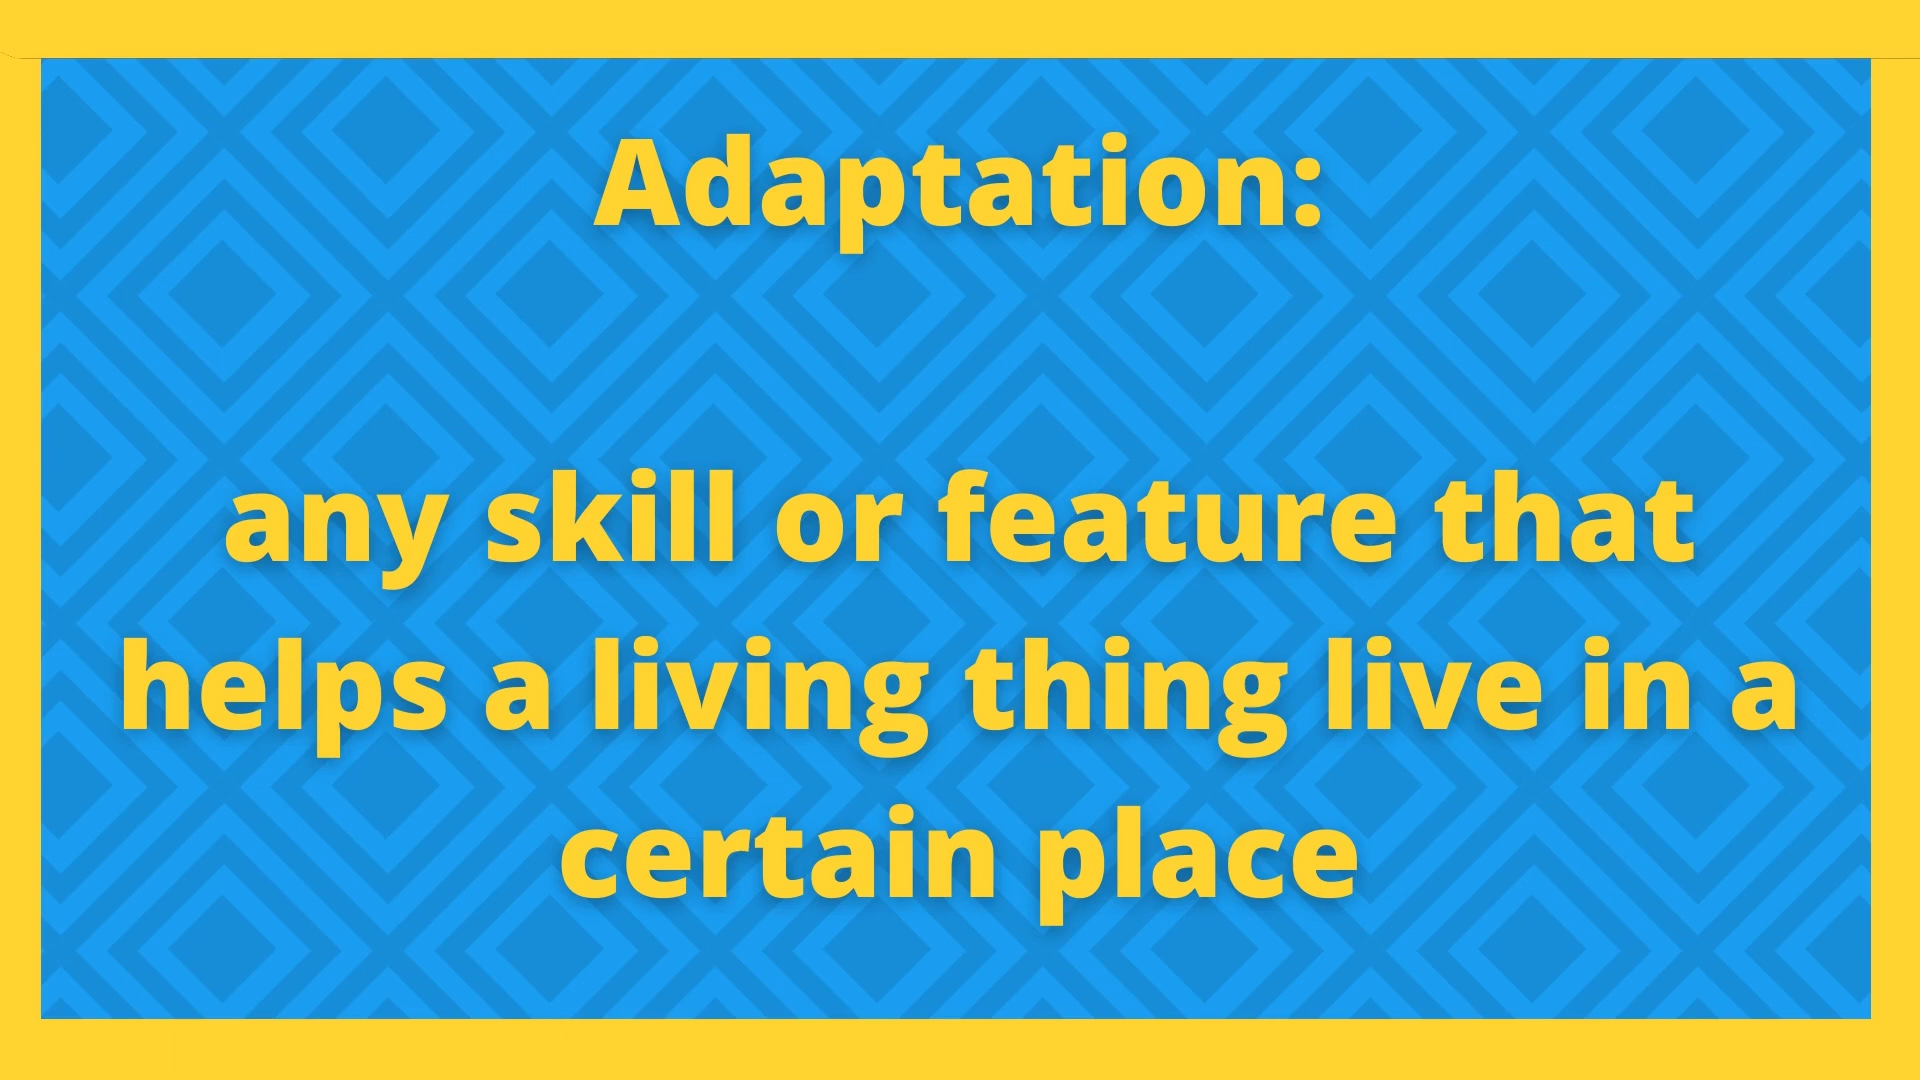 Adaptation:
any skill or feature that
helps a living thing live in a
certain place